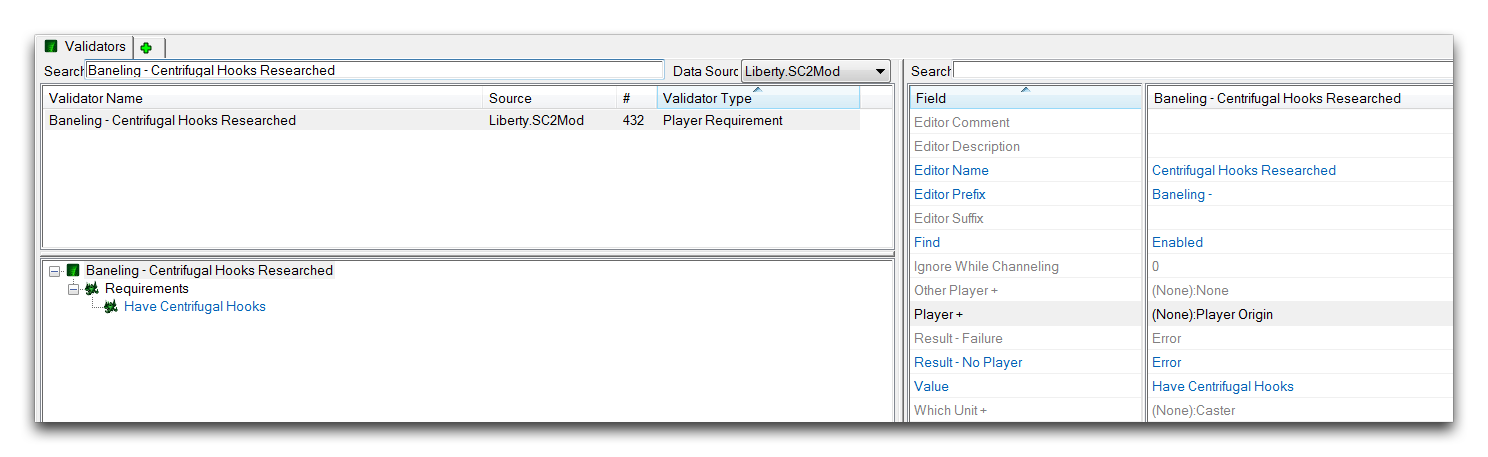 Validators
Search Baneling - Centrifugal Hooks Researched Data Sourc Liberty.SC2Mod
Validator Name Source # Validator Type
Baneling - Centrifugal Hooks Researched Liberty.SC2Mod 432 Player Requirement
Baneling - Centrifugal Hooks Researched
Requirements
Have Centrifugal Hooks
Search
Field Baneling - Centrifugal Hooks Researched
Editor Comment
Editor Description
Editor Name Centrifugal Hooks Researched
Editor Prefix Baneling -
Editor Suffix
Find Enabled
Ignore While Channeling 0
Other Player + (None):None
Player + (None):Player Origin
Result - Failure Error
Result - No Player Error
Value Have Centrifugal Hooks
Which Unit + (None):Caster